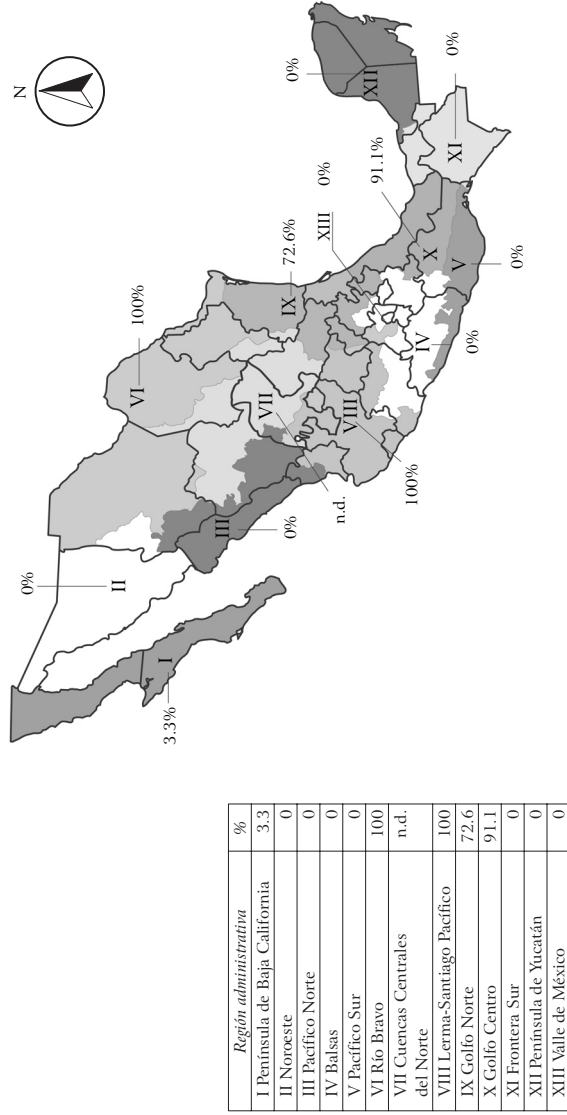 Región administrativa %
I Península de Baja California 3.3
II Noroeste 0
III Pacífico Norte 0
IV Balsas 0
V Pacífico Sur 0
VI Río Bravo 100
VII Cuencas Centrales
del Norte n.d.
VIII Lerma-Santiago Pacífico 100
IX Golfo Norte 72.6
X Golfo Centro 91.1
XI Frontera Sur 0
XII Península de Yucatán 0
XIII Valle de México 0
N
0%
II
I
3.3%
VI 100%
III
0%
VII
n.d.
IX 72.6%
VIII
100%
XIII 0%
IV
0%
X 91.1%
V
0%
XI 0%
XII
0%